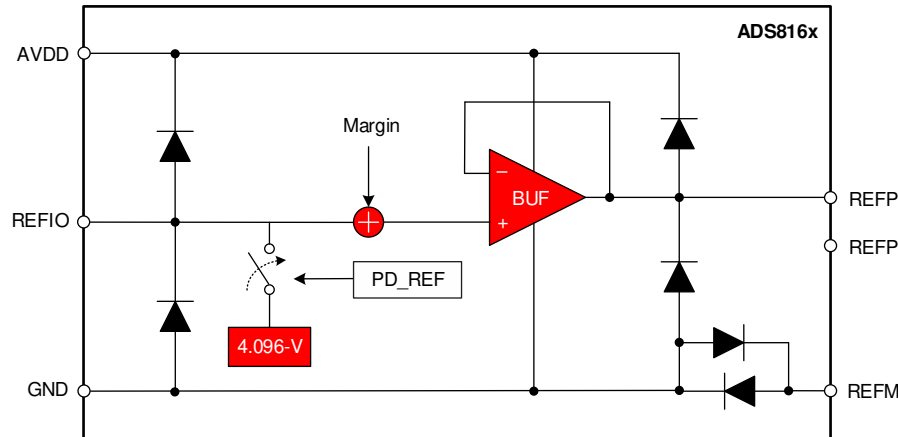 ADS816x
AVDD
Margin
−
BUF
+
REFIO
REFP
REFP
PD_REF
4.096-V
GND
REFM